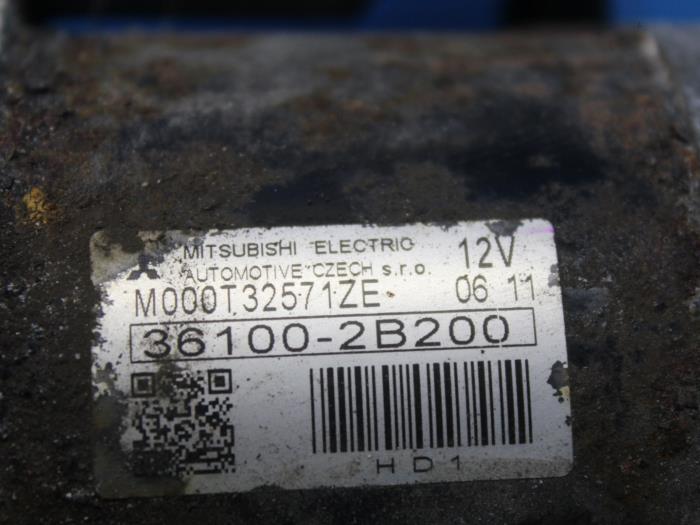 MITSUBISHI ELECTRIC 12V
AUTOMOTIVE CZECH s.r.o.
M000T32571ZE 06 11
36100-2B200
HD1